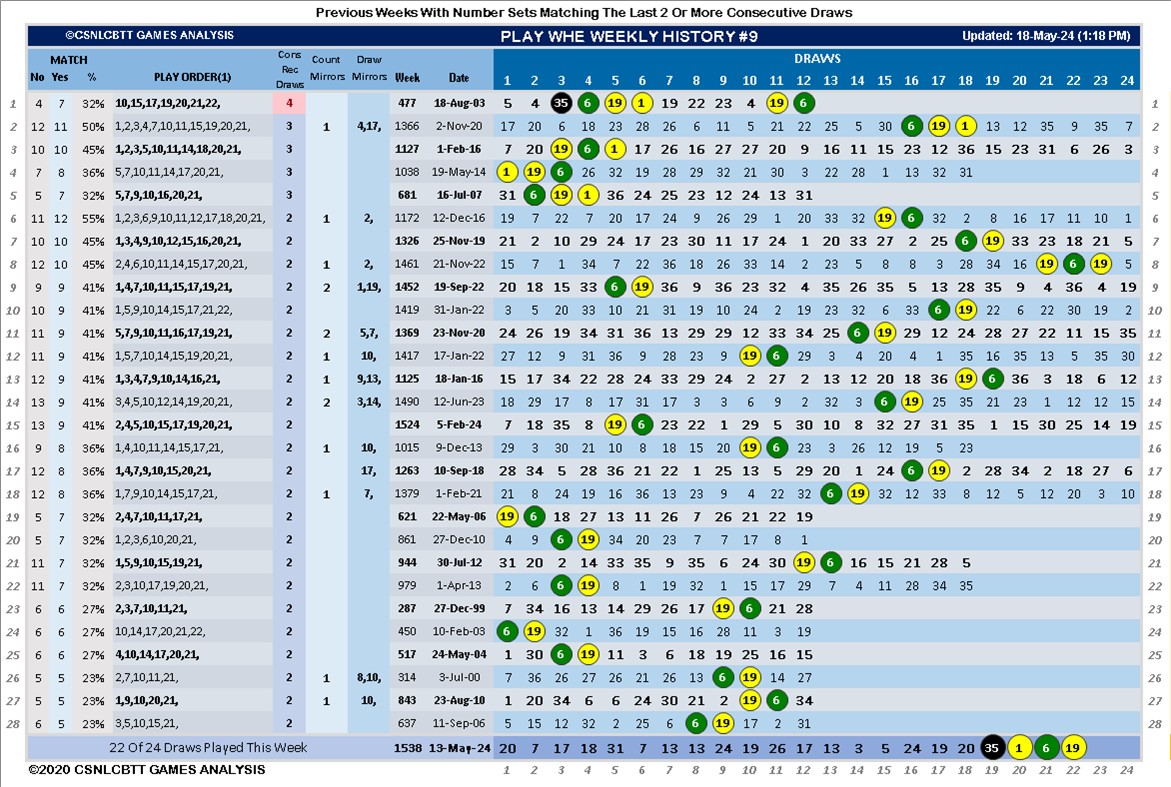 Previous Weeks With Number Sets Matching The Last 2 Or More Consecutive Draws
©CSNLCBTT GAMES ANALYSIS PLAY WHE WEEKLY HISTORY #9 Updated: 18-May-24 (1:18 PM)
MATCH Cons Count Draw DRAWS
No Yes % PLAY ORDER(1) Rec Draws Mirrors Mirrors Week Date 1 2 3 4 5 6 7 8 9 10 11 12 13 14 15 16 17 18 19 20 21 22 23 24
1 4 7 32% 10,15,17,19,20,21,22, 4 477 18-Aug-03 5 4 35 6 19 1 19 22 23 4 19 6 1
2 12 11 50% 1,2,3,4,7,10,11,15,19,20,21, 3 1 4,17, 1366 2-Nov-20 17 20 6 18 23 28 26 6 11 5 21 22 25 5 30 6 19 1 13 12 35 9 35 7 2
3 10 10 45% 1,2,3,5,10,11,14,18,20,21, 3 1127 1-Feb-16 7 20 19 6 1 17 26 16 27 27 20 9 16 11 15 23 12 36 15 23 31 6 26 3 3
4 7 8 36% 5,7,10,11,14,17,20,21, 3 1038 19-May-14 1 19 6 26 32 19 28 29 32 21 30 3 22 28 1 13 32 31 4
5 5 7 32% 5,7,9,10,16,20,21, 3 681 16-Jul-07 31 6 19 1 36 24 25 23 12 24 13 31 5
6 11 12 55% 1,2,3,6,9,10,11,12,17,18,20,21, 2 1 2, 1172 12-Dec-16 19 7 22 7 20 17 24 9 26 29 1 20 33 32 19 6 32 2 8 16 17 11 10 1 6
7 10 10 45% 1,3,4,9,10,12,15,16,20,21, 2 1326 25-Nov-19 21 2 10 29 24 17 23 30 11 17 24 1 20 33 27 2 25 6 19 33 23 18 21 5 7
8 12 10 45% 2,4,6,10,11,14,15,17,20,21, 2 1 2, 1461 21-Nov-22 15 7 1 34 7 22 36 18 26 33 14 2 23 5 8 8 3 28 34 16 19 6 19 5 8
9 9 9 41% 1,4,7,10,11,15,17,19,21, 2 2 1,19, 1452 19-Sep-22 20 18 15 33 6 19 36 9 36 23 32 4 35 26 35 5 13 28 35 9 4 36 4 19 9
10 10 9 41% 1,5,9,10,14,15,17,21,22, 2 1419 31-Jan-22 3 5 20 33 10 21 31 19 10 24 2 19 23 32 6 6 6 19 22 6 22 30 19 2 10
11 11 9 41% 5,7,9,10,11,16,17,19,21, 2 2 5,7, 1369 23-Nov-20 24 26 19 34 31 36 13 29 29 12 33 34 25 6 19 29 12 24 28 27 22 11 15 35 11
12 11 9 41% 1,5,7,10,14,15,19,20,21, 2 1 10, 1417 17-Jan-22 27 12 9 31 36 9 28 23 9 19 6 29 3 4 20 4 1 35 16 35 13 5 35 30 12
13 12 9 41% 1,3,4,7,9,10,14,16,21, 2 1 9,13, 1125 18-Jan-16 15 17 34 22 28 24 33 29 24 2 27 2 13 12 20 18 36 19 6 36 3 18 6 12 13
14 13 9 41% 3,4,5,10,12,14,19,20,21, 2 2 3,14, 1490 12-Jun-23 18 29 17 8 17 31 17 3 3 6 9 2 32 3 6 19 25 35 21 23 1 12 12 15 14
15 13 9 41% 2,4,5,10,15,17,19,20,21, 2 1524 5-Feb-24 7 18 35 8 19 6 23 22 1 29 5 30 10 8 32 27 31 35 1 15 30 25 14 19 15
16 9 8 36% 1,4,10,11,14,15,17,21, 2 1 10, 1015 9-Dec-13 29 3 30 21 10 8 18 15 20 19 6 23 3 26 12 19 5 23 16
17 12 8 36% 1,4,7,9,10,15,20,21, 2 17, 1263 10-Sep-18 28 34 5 28 36 21 22 1 25 13 5 29 20 1 24 6 19 2 28 34 2 18 27 6 17
18 12 8 36% 1,7,9,10,14,15,17,21, 2 1 7, 1379 1-Feb-21 21 8 24 19 16 36 13 23 9 4 22 32 6 19 32 12 33 8 12 5 12 20 3 10 18
19 5 7 32% 2,4,7,10,11,17,21, 2 621 22-May-06 19 6 18 27 13 11 26 7 26 21 22 19 19
20 5 7 32% 1,2,3,6,10,20,21, 2 861 27-Dec-10 4 9 6 19 34 20 23 7 7 17 8 1 20
21 11 7 32% 1,5,9,10,15,19,21, 2 944 30-Jul-12 31 20 2 14 33 35 9 35 6 24 30 19 6 16 15 21 28 5 21
22 11 7 32% 2,3,10,17,19,20,21, 2 979 1-Apr-13 2 6 6 19 8 1 19 32 1 15 17 29 7 4 11 28 34 35 22
23 6 6 27% 2,3,7,10,11,21, 2 287 27-Dec-99 7 34 16 13 14 29 26 17 19 6 21 28 23
24 6 6 27% 10,14,17,20,21,22, 2 450 10-Feb-03 6 19 32 1 36 19 15 16 28 11 3 19 24
25 6 6 27% 4,10,14,17,20,21, 2 517 24-May-04 1 30 6 19 11 3 6 18 19 25 16 15 25
26 5 5 23% 2,7,10,11,21, 2 1 8,10, 314 3-Jul-00 7 36 26 27 26 21 26 13 6 19 14 27 26
27 5 5 23% 1,9,10,20,21, 2 1 10, 843 23-Aug-10 1 20 34 6 6 24 30 21 2 19 6 34 27
28 6 5 23% 3,5,10,15,21, 2 637 11-Sep-06 5 15 12 32 2 25 6 6 19 17 2 31 28
22 Of 24 Draws Played This Week 1538 13-May-24 20 7 17 18 31 7 13 13 24 19 26 17 13 3 5 24 19 20 35 1 6 19
©2020 CSNLCBTT GAMES ANALYSIS 1 2 3 4 5 6 7 8 9 10 11 12 13 14 15 16 17 18 19 20 21 22 23 24